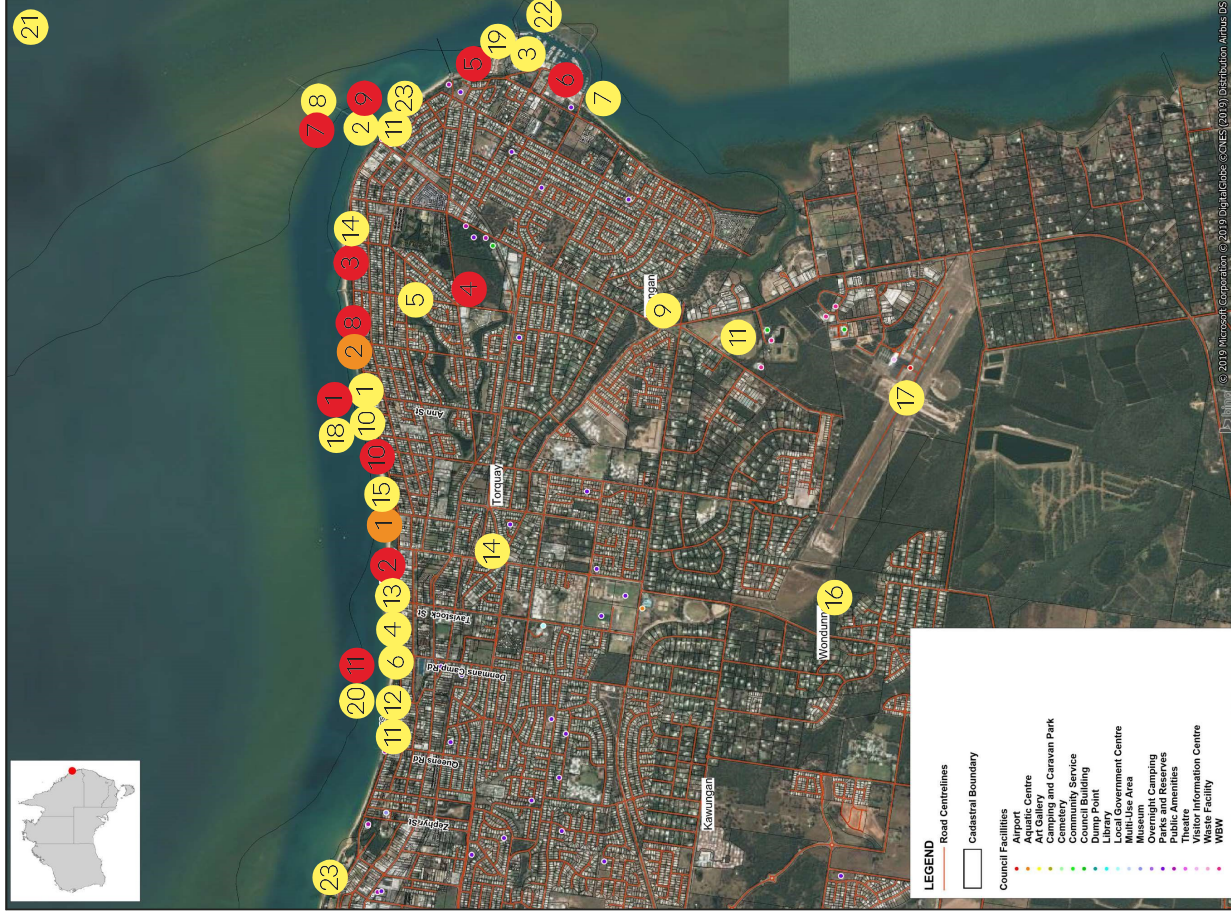 21
23
20
11
18
1
7
8
11
12
6
4
13
2
1
15
10
10
1
2
8
3
14
2
9
11
23
Zephyr St
Queens Rd
Denmans Camp Rd
Tavistock St
Ann St
5
4
5
19
3
22
6
7
14
Torquay
9
ngan
Kawungan
11
Wondunn
16
17
LEGEND
Road Centrelines
Cadastral Boundary
Council Facilities
Airport
Aquatic Centre
Art Gallery
Camping and Caravan Park
Cemetery
Community Service
Council Building
Dump Point
Library
Local Government Centre
Multi-Use Area
Museum
Overnight Camping
Parks and Reserves
Public Amenities
Theatre
Visitor Information Centre
Waste Facility
WBW
© 2019 Microsoft Corporation © 2019 DigitalGlobe ©CNES (2019) Distribution Airbus DS